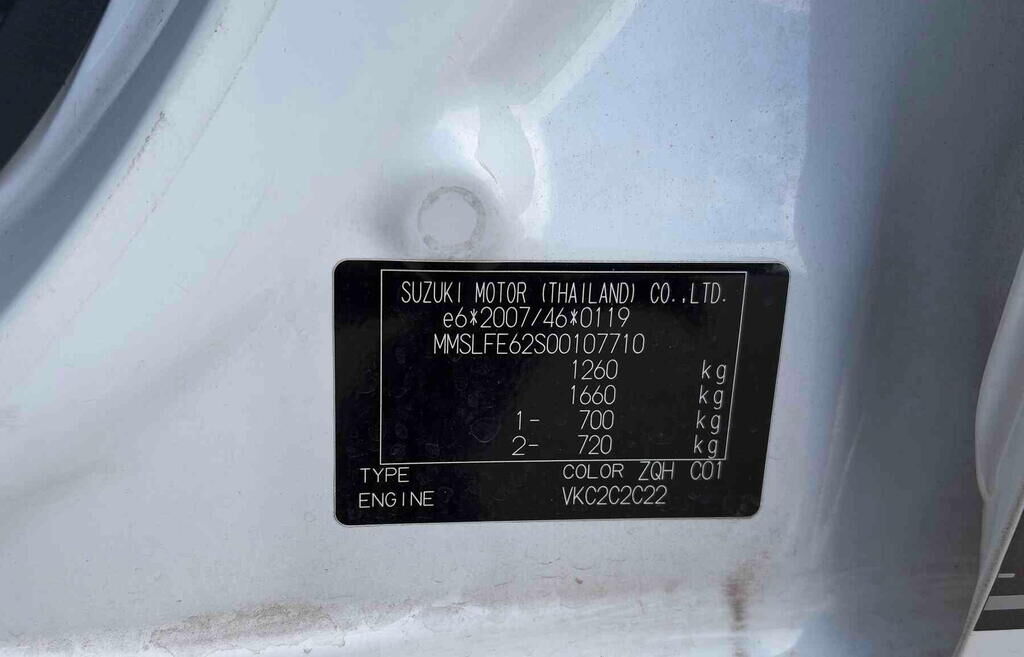 SUZUKI MOTOR (THAILAND) CO.,LTD.
e6*2007/46*0119
MMSLFE62S00107710
1260 kg
1660 kg
1- 700 kg
2- 720 kg
TYPE COLOR ZQH C01
ENGINE VKC2C2C22